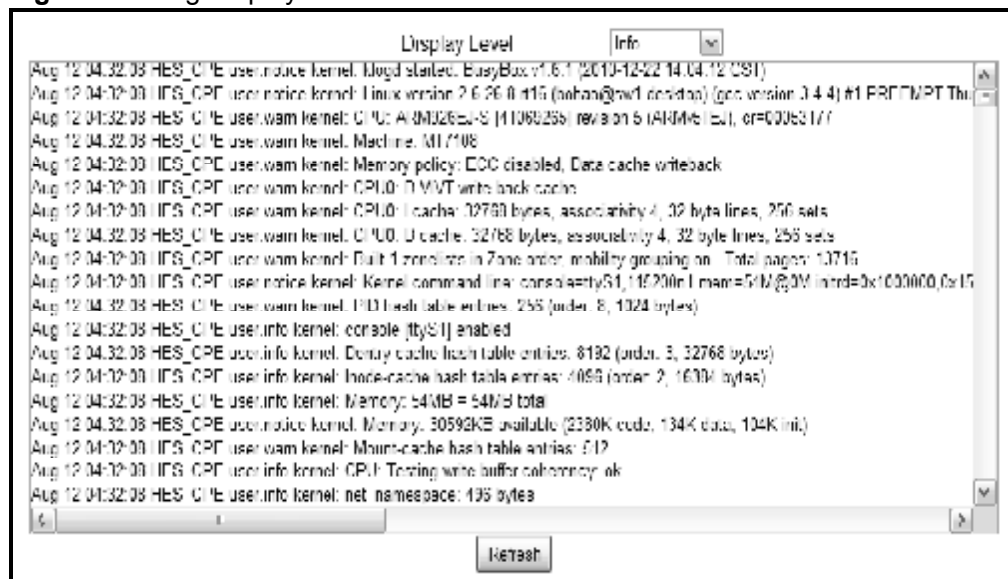 Display Level Info
Aug 12 04:32:08 HES_CPE user.notice kernel: klogd started: BusyBox v1.6.1 (2010-12-22 14:04:12 CST)
Aug 12 04:32:08 HES_CPE user.notice kernel: Linux version 2.6.26.8 #16 (bohan@sw1-desktop) (gcc version 3.4.4) #1 PREEMPT Thu
Aug 12 04:32:08 HES_CPE user.warn kernel: CPU: ARM926EJ-S [41069265] revision 5 (ARMv5TEJ), cr=00053177
Aug 12 04:32:08 HES_CPE user.warn kernel: Machine: MT7108
Aug 12 04:32:08 HES_CPE user.warn kernel: Memory policy: ECC disabled, Data cache writeback
Aug 12 04:32:08 HES_CPE user.warn kernel: CPU0: D VIVT write-back cache
Aug 12 04:32:08 HES_CPE user.warn kernel: CPU0: I cache: 32768 bytes, associativity 4, 32 byte lines, 256 sets
Aug 12 04:32:08 HES_CPE user.warn kernel: CPU0: D cache: 32768 bytes, associativity 4, 32 byte lines, 256 sets
Aug 12 04:32:08 HES_CPE user.warn kernel: Built 1 zonelists in Zone order, mobility grouping on. Total pages: 13716
Aug 12 04:32:08 HES_CPE user.notice kernel: Kernel command line: console=ttyS1,115200n1 mem=54M@0M initrd=0x1000000,0x15
Aug 12 04:32:08 HES_CPE user.warn kernel: PID hash table entries: 256 (order: 8, 1024 bytes)
Aug 12 04:32:08 HES_CPE user.info kernel: console [ttyS1] enabled
Aug 12 04:32:08 HES_CPE user.info kernel: Dentry cache hash table entries: 8192 (order: 3, 32768 bytes)
Aug 12 04:32:08 HES_CPE user.info kernel: Inode-cache hash table entries: 4096 (order: 2, 16384 bytes)
Aug 12 04:32:08 HES_CPE user.info kernel: Memory: 54MB = 54MB total
Aug 12 04:32:08 HES_CPE user.notice kernel: Memory: 30592KB available (2380K code, 134K data, 104K init)
Aug 12 04:32:08 HES_CPE user.warn kernel: Mount-cache hash table entries: 512
Aug 12 04:32:08 HES_CPE user.info kernel: CPU: Testing write buffer coherency: ok
Aug 12 04:32:08 HES_CPE user.info kernel: net_namespace: 496 bytes
Refresh